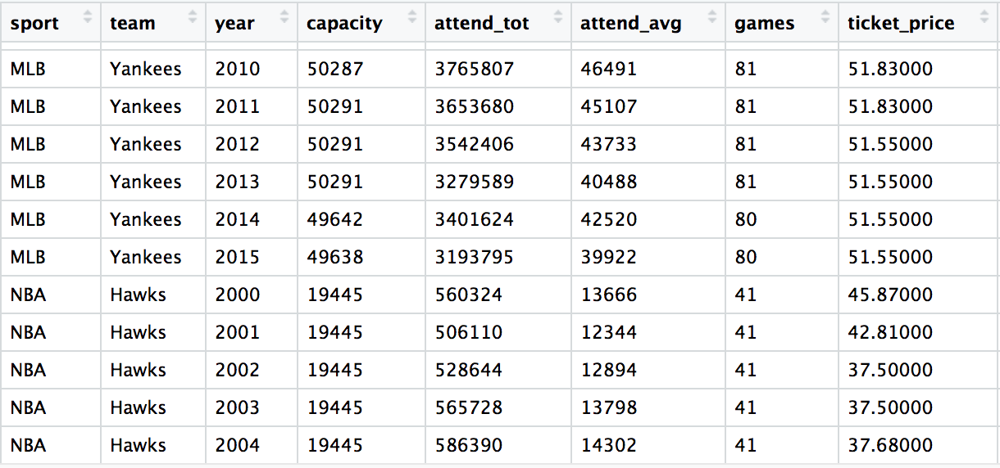 sport team year capacity attend_tot attend_avg games ticket_price
MLB Yankees 2010 50287 3765807 46491 81 51.83000
MLB Yankees 2011 50291 3653680 45107 81 51.83000
MLB Yankees 2012 50291 3542406 43733 81 51.55000
MLB Yankees 2013 50291 3279589 40488 81 51.55000
MLB Yankees 2014 49642 3401624 42520 80 51.55000
MLB Yankees 2015 49638 3193795 39922 80 51.55000
NBA Hawks 2000 19445 560324 13666 41 45.87000
NBA Hawks 2001 19445 506110 12344 41 42.81000
NBA Hawks 2002 19445 528644 12894 41 37.50000
NBA Hawks 2003 19445 565728 13798 41 37.50000
NBA Hawks 2004 19445 586390 14302 41 37.68000